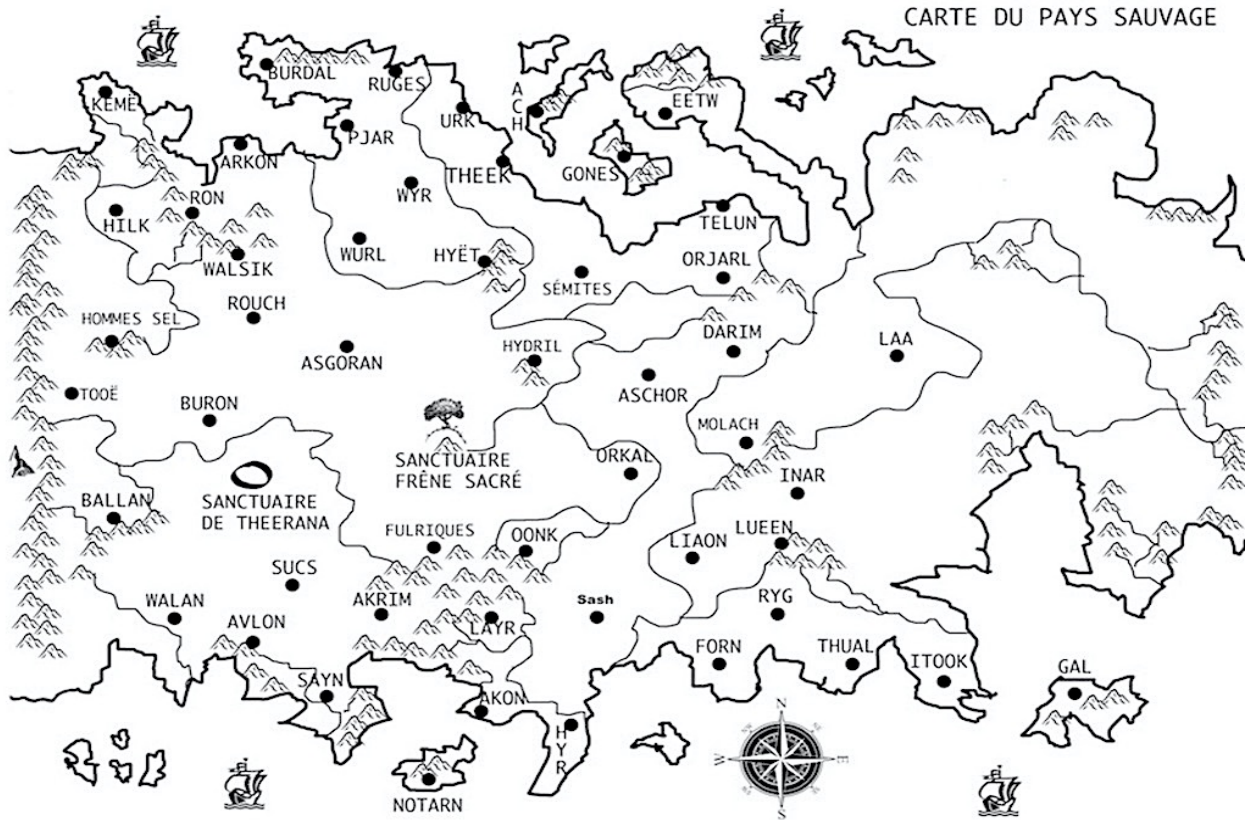 CARTE DU PAYS SAUVAGE
BURDAL
RUGES
KEMË
ACH
EETW
URK
PJAR
ARKON
THEEK
GONES
WYR
RON
HILK
TELUN
WURL
HYËT
WALSIK
ORJARL
SÉMITES
ROUCH
HOMMES SEL
DARIM
LAA
HYDRIL
ASGORAN
ASCHOR
TOOË
BURON
MOLACH
SANCTUAIRE
FRÊNE SACRÉ
ORKAL
INAR
BALLAN
SANCTUAIRE
DE THEERANA
FULRIQUES
OONK
LUEEN
LIAON
SUCS
WALAN
AKRIM
LAYR
Sash
RYG
AVLON
FORN
THUAL
ITOOK
GAL
SAYN
AKON
HYR
N
W
E
S
NOTARN